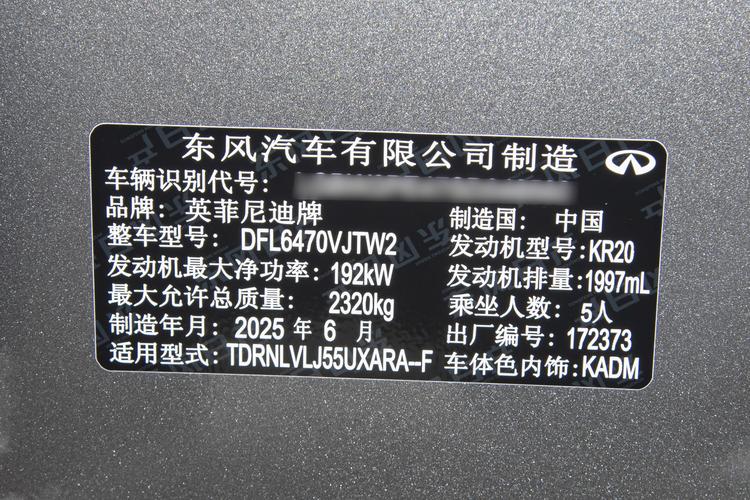 东风汽车有限公司制造
车辆识别代号:
品牌: 英菲尼迪牌 制造国: 中国
整车型号: DFL6470VJTW2 发动机型号: KR20
发动机最大净功率: 192kW 发动机排量: 1997mL
最大允许总质量: 2320kg 乘坐人数: 5人
制造年月: 2025 年 6 月 出厂编号: 172373
适用型式: TDRNLVLJ55UXARA--F 车体色内饰: KADM